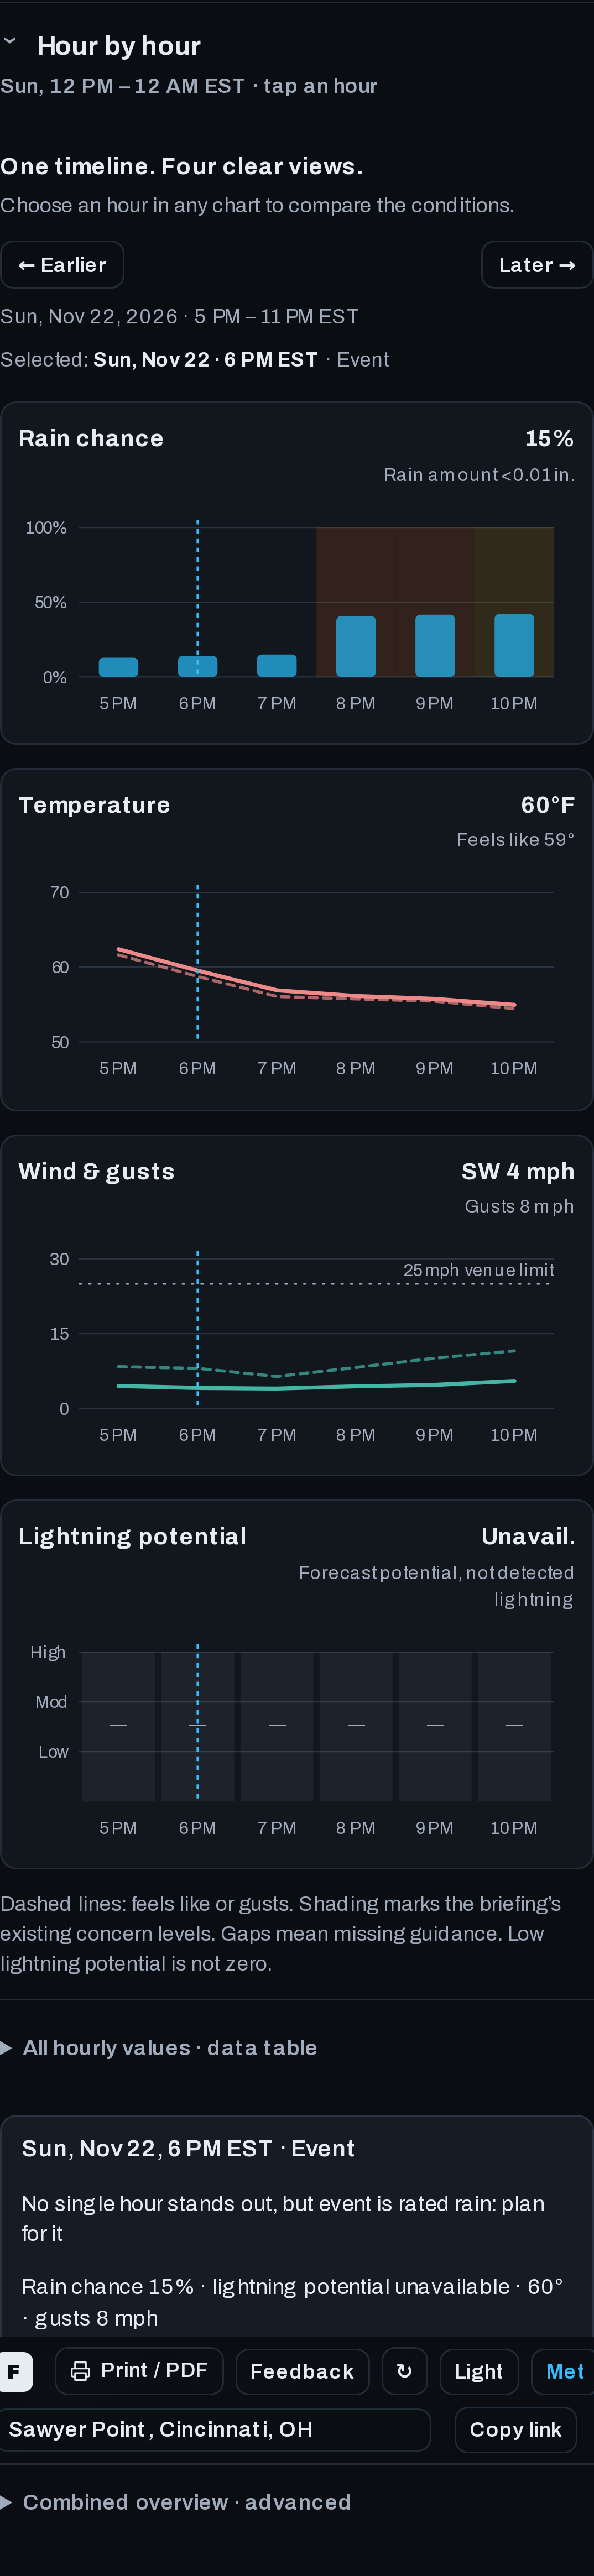 Hour by hour
Sun, 12 PM – 12 AM EST · tap an hour
One timeline. Four clear views.
Choose an hour in any chart to compare the conditions.
← Earlier
Later →
Sun, Nov 22, 2026 · 5 PM – 11 PM EST
Selected: Sun, Nov 22 · 6 PM EST · Event
Rain chance
15%
Rain amount <0.01 in.
100%
50%
0%
5 PM 6 PM 7 PM 8 PM 9 PM 10 PM
Temperature
60°F
Feels like 59°
70
60
50
5 PM 6 PM 7 PM 8 PM 9 PM 10 PM
Wind & gusts
SW 4 mph
Gusts 8 mph
30
25 mph venue limit
15
0
5 PM 6 PM 7 PM 8 PM 9 PM 10 PM
Lightning potential
Unavail.
Forecast potential, not detected
lightning
High
Mod
— — — — — —
Low
5 PM 6 PM 7 PM 8 PM 9 PM 10 PM
Dashed lines: feels like or gusts. Shading marks the briefing’s
existing concern levels. Gaps mean missing guidance. Low
lightning potential is not zero.
All hourly values · data table
Sun, Nov 22, 6 PM EST · Event
No single hour stands out, but event is rated rain: plan
for it
Rain chance 15% · lightning potential unavailable · 60°
· gusts 8 mph
F
Print / PDF
Feedback
↻
Light
Met
Sawyer Point, Cincinnati, OH
Copy link
Combined overview · advanced